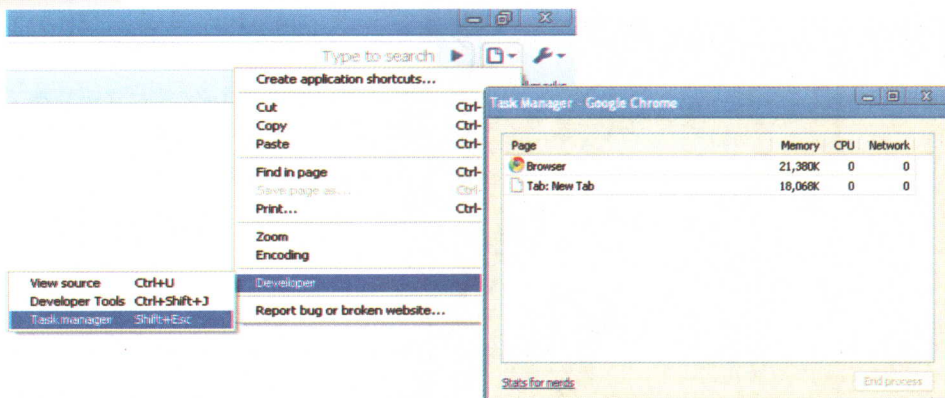 Type to search
Create application shortcuts...
Cut Ctrl-
Copy Ctrl-
Paste Ctrl-
Find in page Ctrl-
Save page as... Ctrl-
Print... Ctrl-
Zoom
Encoding
Developer
Report bug or broken website...
View source Ctrl+U
Developer Tools Ctrl+Shift+J
Task manager Shift+Esc
Task Manager - Google Chrome
Page Memory CPU Network
Browser 21,380K 0 0
Tab: New Tab 18,068K 0 0
Stats for nerds
End process